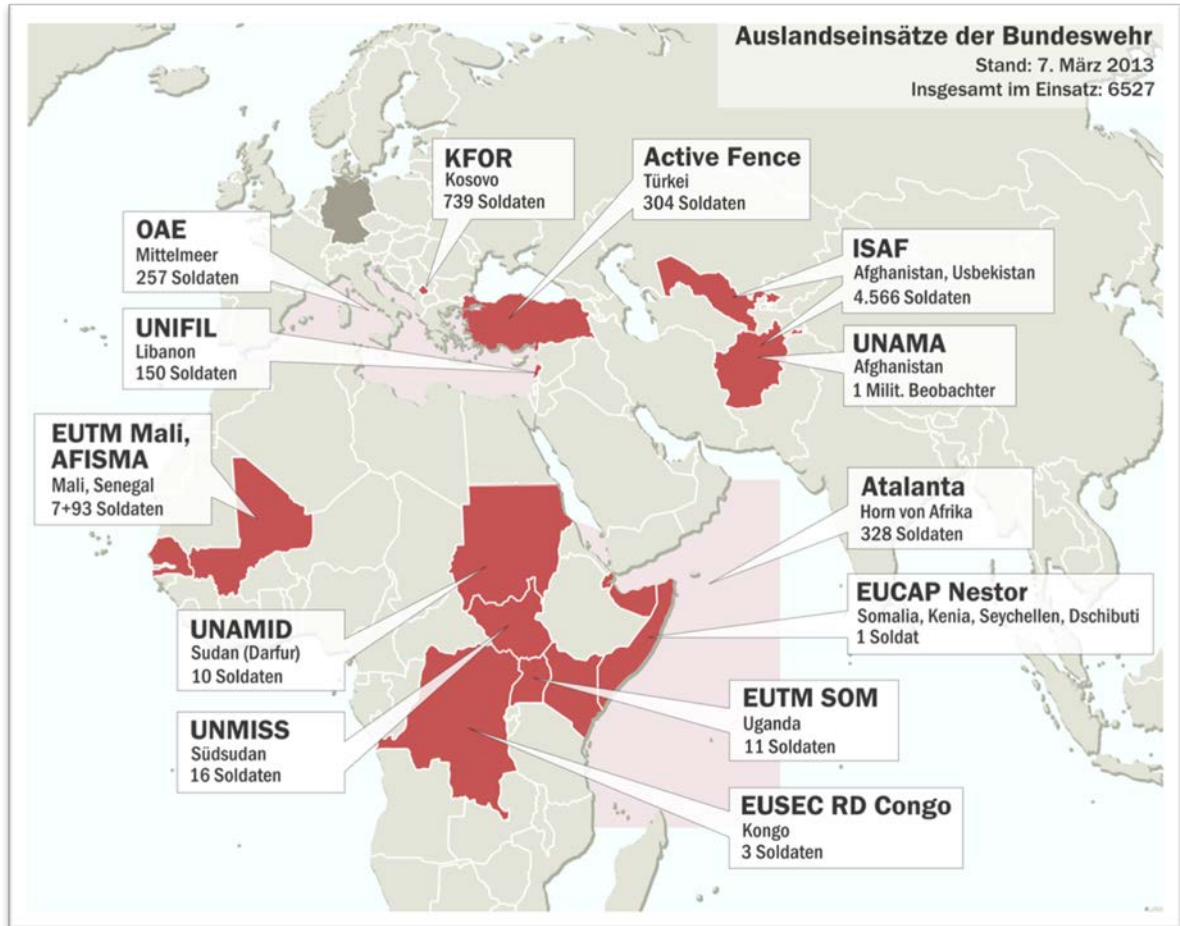 Auslandseinsätze der Bundeswehr
Stand: 7. März 2013
Insgesamt im Einsatz: 6527
KFOR
Kosovo
739 Soldaten
Active Fence
Türkei
304 Soldaten
OAE
Mittelmeer
257 Soldaten
ISAF
Afghanistan, Usbekistan
4.566 Soldaten
UNIFIL
Libanon
150 Soldaten
UNAMA
Afghanistan
1 Milit. Beobachter
EUTM Mali,
AFISMA
Mali, Senegal
7+93 Soldaten
Atalanta
Horn von Afrika
328 Soldaten
EUCAP Nestor
Somalia, Kenia, Seychellen, Dschibuti
1 Soldat
UNAMID
Sudan (Darfur)
10 Soldaten
EUTM SOM
Uganda
11 Soldaten
UNMISS
Südsudan
16 Soldaten
EUSEC RD Congo
Kongo
3 Soldaten